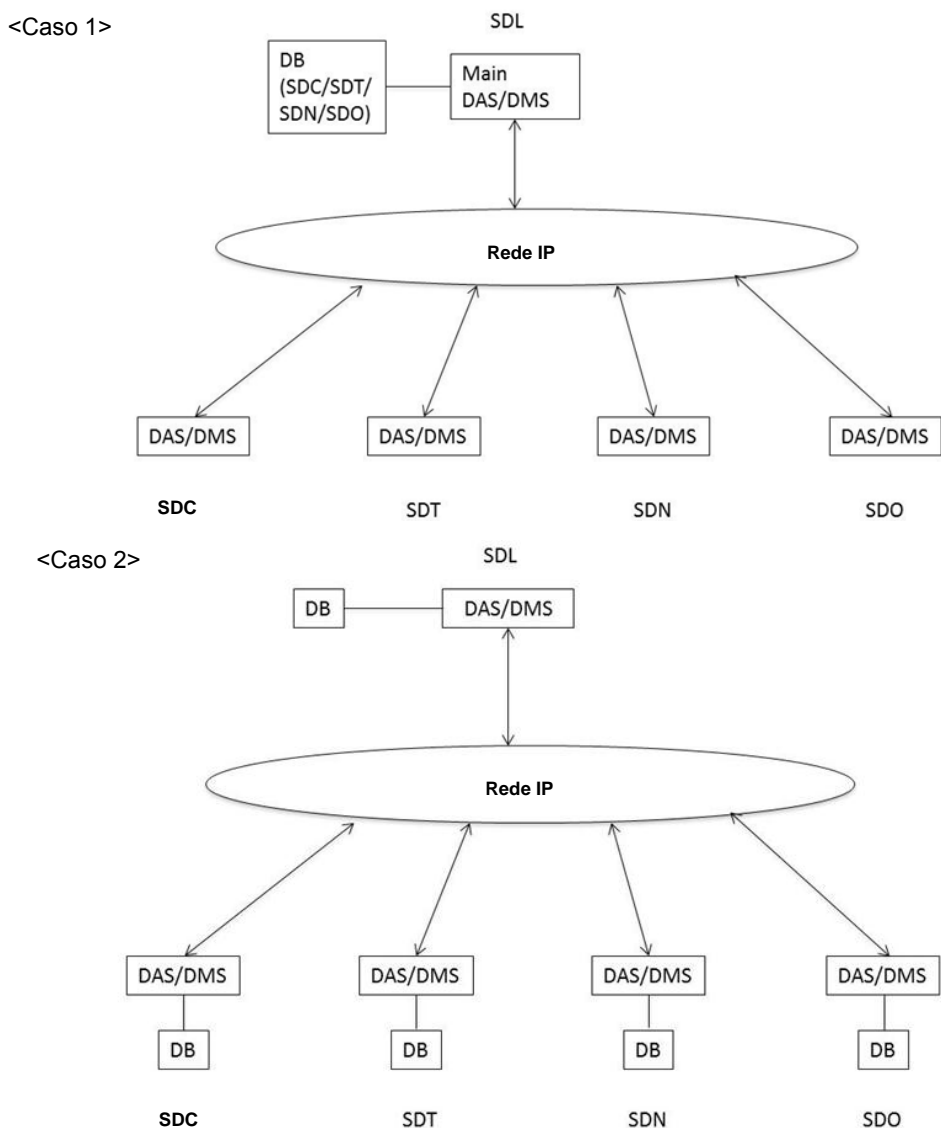 <Caso 1>
SDL
DB
(SDC/SDT/
SDN/SDO)
Main
DAS/DMS
Rede IP
DAS/DMS
DAS/DMS
DAS/DMS
DAS/DMS
SDC
SDT
SDN
SDO
<Caso 2>
SDL
DB
DAS/DMS
Rede IP
DAS/DMS
DAS/DMS
DAS/DMS
DAS/DMS
DB
DB
DB
DB
SDC
SDT
SDN
SDO